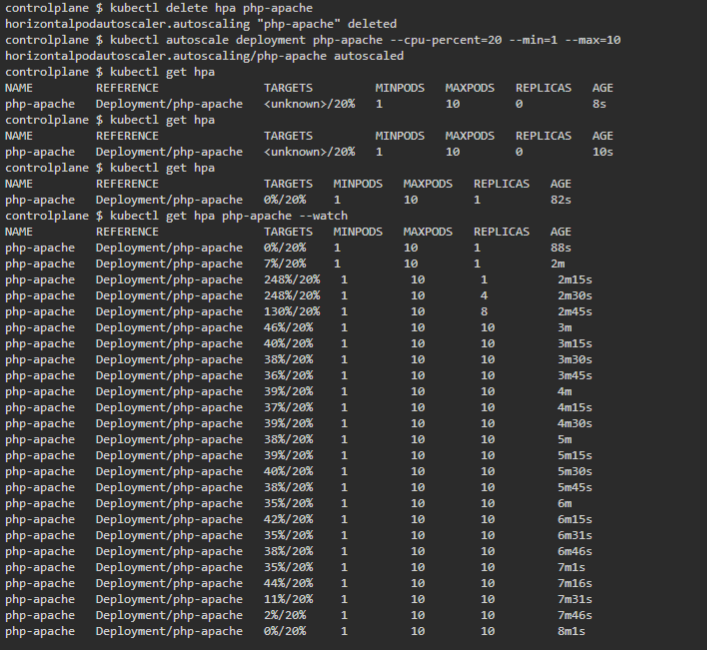 controlplane $ kubectl delete hpa php-apache
horizontalpodautoscaler.autoscaling "php-apache" deleted
controlplane $ kubectl autoscale deployment php-apache --cpu-percent=20 --min=1 --max=10
horizontalpodautoscaler.autoscaling/php-apache autoscaled
controlplane $ kubectl get hpa
NAME         REFERENCE               TARGETS         MINPODS   MAXPODS   REPLICAS   AGE
php-apache   Deployment/php-apache   <unknown>/20%   1         10        0          8s
controlplane $ kubectl get hpa
NAME         REFERENCE               TARGETS         MINPODS   MAXPODS   REPLICAS   AGE
php-apache   Deployment/php-apache   <unknown>/20%   1         10        0          10s
controlplane $ kubectl get hpa
NAME         REFERENCE               TARGETS   MINPODS   MAXPODS   REPLICAS   AGE
php-apache   Deployment/php-apache   0%/20%    1         10        1          82s
controlplane $ kubectl get hpa php-apache --watch
NAME         REFERENCE               TARGETS   MINPODS   MAXPODS   REPLICAS   AGE
php-apache   Deployment/php-apache   0%/20%    1         10        1          88s
php-apache   Deployment/php-apache   7%/20%    1         10        1          2m
php-apache   Deployment/php-apache   248%/20%   1         10        1          2m15s
php-apache   Deployment/php-apache   248%/20%   1         10        4          2m30s
php-apache   Deployment/php-apache   130%/20%   1         10        8          2m45s
php-apache   Deployment/php-apache   46%/20%    1         10        10         3m
php-apache   Deployment/php-apache   40%/20%    1         10        10         3m15s
php-apache   Deployment/php-apache   38%/20%    1         10        10         3m30s
php-apache   Deployment/php-apache   36%/20%    1         10        10         3m45s
php-apache   Deployment/php-apache   39%/20%    1         10        10         4m
php-apache   Deployment/php-apache   37%/20%    1         10        10         4m15s
php-apache   Deployment/php-apache   39%/20%    1         10        10         4m30s
php-apache   Deployment/php-apache   38%/20%    1         10        10         5m
php-apache   Deployment/php-apache   39%/20%    1         10        10         5m15s
php-apache   Deployment/php-apache   40%/20%    1         10        10         5m30s
php-apache   Deployment/php-apache   38%/20%    1         10        10         5m45s
php-apache   Deployment/php-apache   35%/20%    1         10        10         6m
php-apache   Deployment/php-apache   42%/20%    1         10        10         6m15s
php-apache   Deployment/php-apache   35%/20%    1         10        10         6m31s
php-apache   Deployment/php-apache   38%/20%    1         10        10         6m46s
php-apache   Deployment/php-apache   35%/20%    1         10        10         7m1s
php-apache   Deployment/php-apache   44%/20%    1         10        10         7m16s
php-apache   Deployment/php-apache   11%/20%    1         10        10         7m31s
php-apache   Deployment/php-apache   2%/20%     1         10        10         7m46s
php-apache   Deployment/php-apache   0%/20%     1         10        10         8m1s